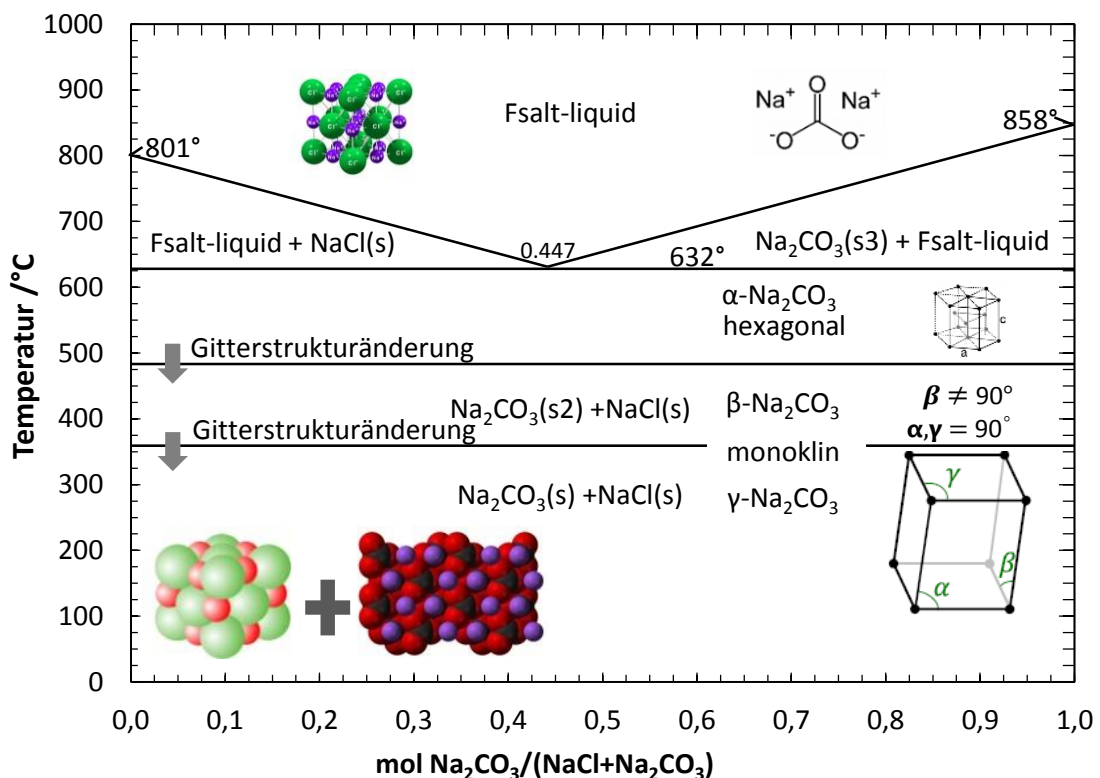 1000
900
800
700
600
500
400
300
200
100
0
Temperatur /°C
Fsalt-liquid
Na⁺ O Na⁺
⁻O O⁻
801°
858°
Fsalt-liquid + NaCl(s)
0.447
632°
Na₂CO₃(s3) + Fsalt-liquid
α-Na₂CO₃
hexagonal
c
a
Gitterstrukturänderung
Na₂CO₃(s2) +NaCl(s)
β-Na₂CO₃
β ≠ 90°
α,γ = 90°
Gitterstrukturänderung
monoklin
Na₂CO₃(s) +NaCl(s)
γ-Na₂CO₃
γ
β
α
0,0 0,1 0,2 0,3 0,4 0,5 0,6 0,7 0,8 0,9 1,0
mol Na₂CO₃/(NaCl+Na₂CO₃)